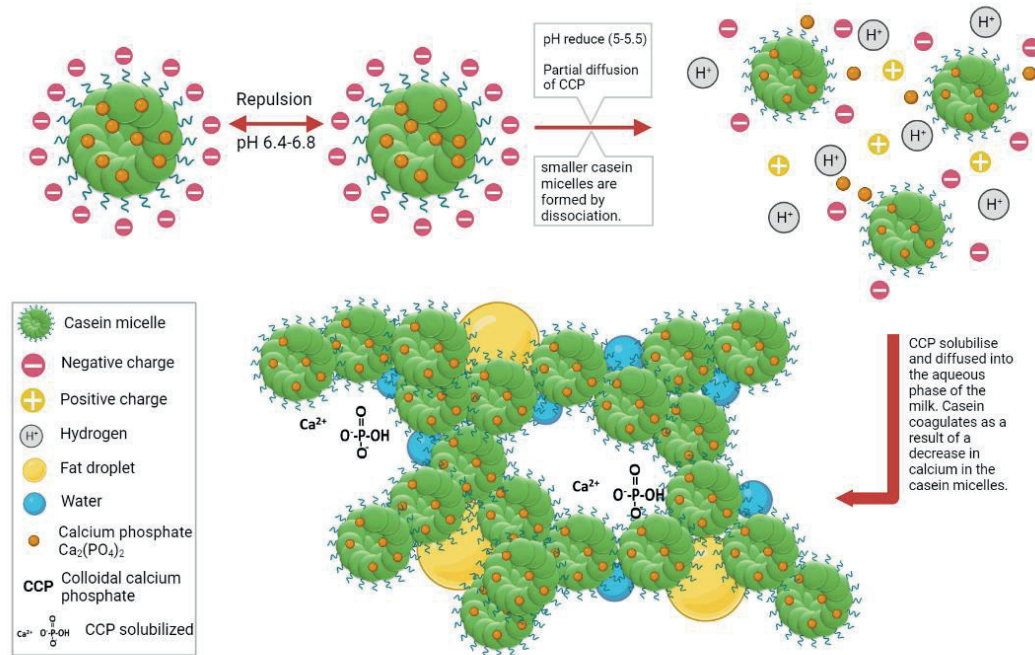 Repulsion
pH 6.4-6.8
pH reduce (5-5.5)
Partial diffusion
of CCP
smaller casein
micelles are
formed by
dissociation.
H⁺
H⁺
H⁺
H⁺
H⁺
H⁺
H⁺
CCP solubilise
and diffused into
the aqueous
phase of the
milk. Casein
coagulates as a
result of a
decrease in
calcium in the
casein micelles.
Casein micelle
Negative charge
Positive charge
H⁺ Hydrogen
Fat droplet
Water
Calcium phosphate
Ca₂(PO₄)₂
CCP Colloidal calcium
phosphate
Ca²⁺ O
O⁻-P-OH
O⁻
CCP solubilized
Ca²⁺ O
O⁻-P-OH
O⁻
Ca²⁺ O
O⁻-P-OH
O⁻